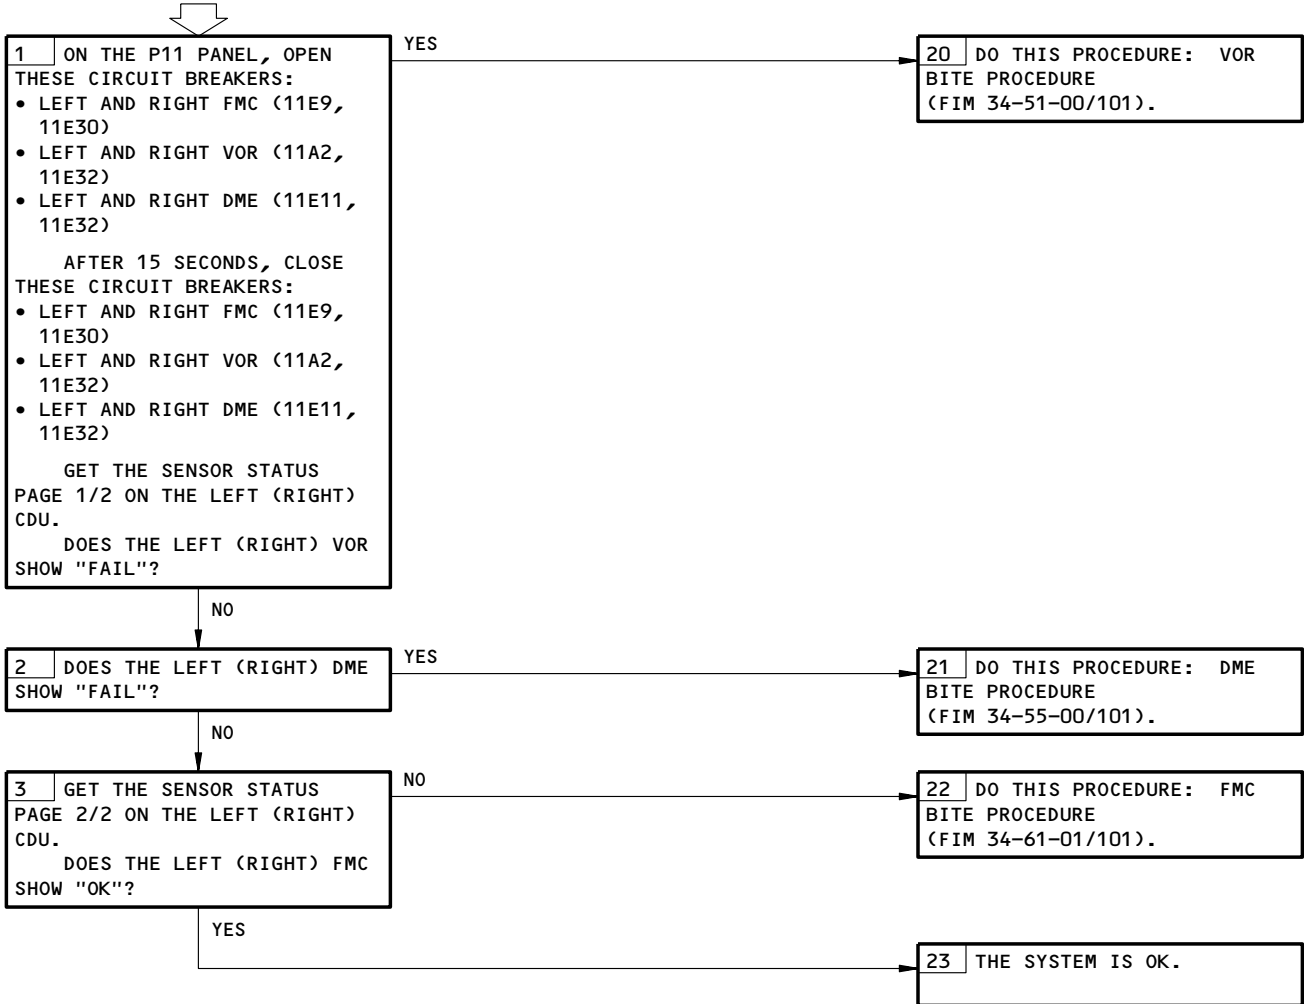 1 ON THE P11 PANEL, OPEN
THESE CIRCUIT BREAKERS:
• LEFT AND RIGHT FMC (11E9,
11E30)
• LEFT AND RIGHT VOR (11A2,
11E32)
• LEFT AND RIGHT DME (11E11,
11E32)
AFTER 15 SECONDS, CLOSE
THESE CIRCUIT BREAKERS:
• LEFT AND RIGHT FMC (11E9,
11E30)
• LEFT AND RIGHT VOR (11A2,
11E32)
• LEFT AND RIGHT DME (11E11,
11E32)
GET THE SENSOR STATUS
PAGE 1/2 ON THE LEFT (RIGHT)
CDU.
DOES THE LEFT (RIGHT) VOR
SHOW "FAIL"?
YES
20 DO THIS PROCEDURE: VOR
BITE PROCEDURE
(FIM 34-51-00/101).
NO
2 DOES THE LEFT (RIGHT) DME
SHOW "FAIL"?
YES
21 DO THIS PROCEDURE: DME
BITE PROCEDURE
(FIM 34-55-00/101).
NO
3 GET THE SENSOR STATUS
PAGE 2/2 ON THE LEFT (RIGHT)
CDU.
DOES THE LEFT (RIGHT) FMC
SHOW "OK"?
NO
22 DO THIS PROCEDURE: FMC
BITE PROCEDURE
(FIM 34-61-01/101).
YES
23 THE SYSTEM IS OK.